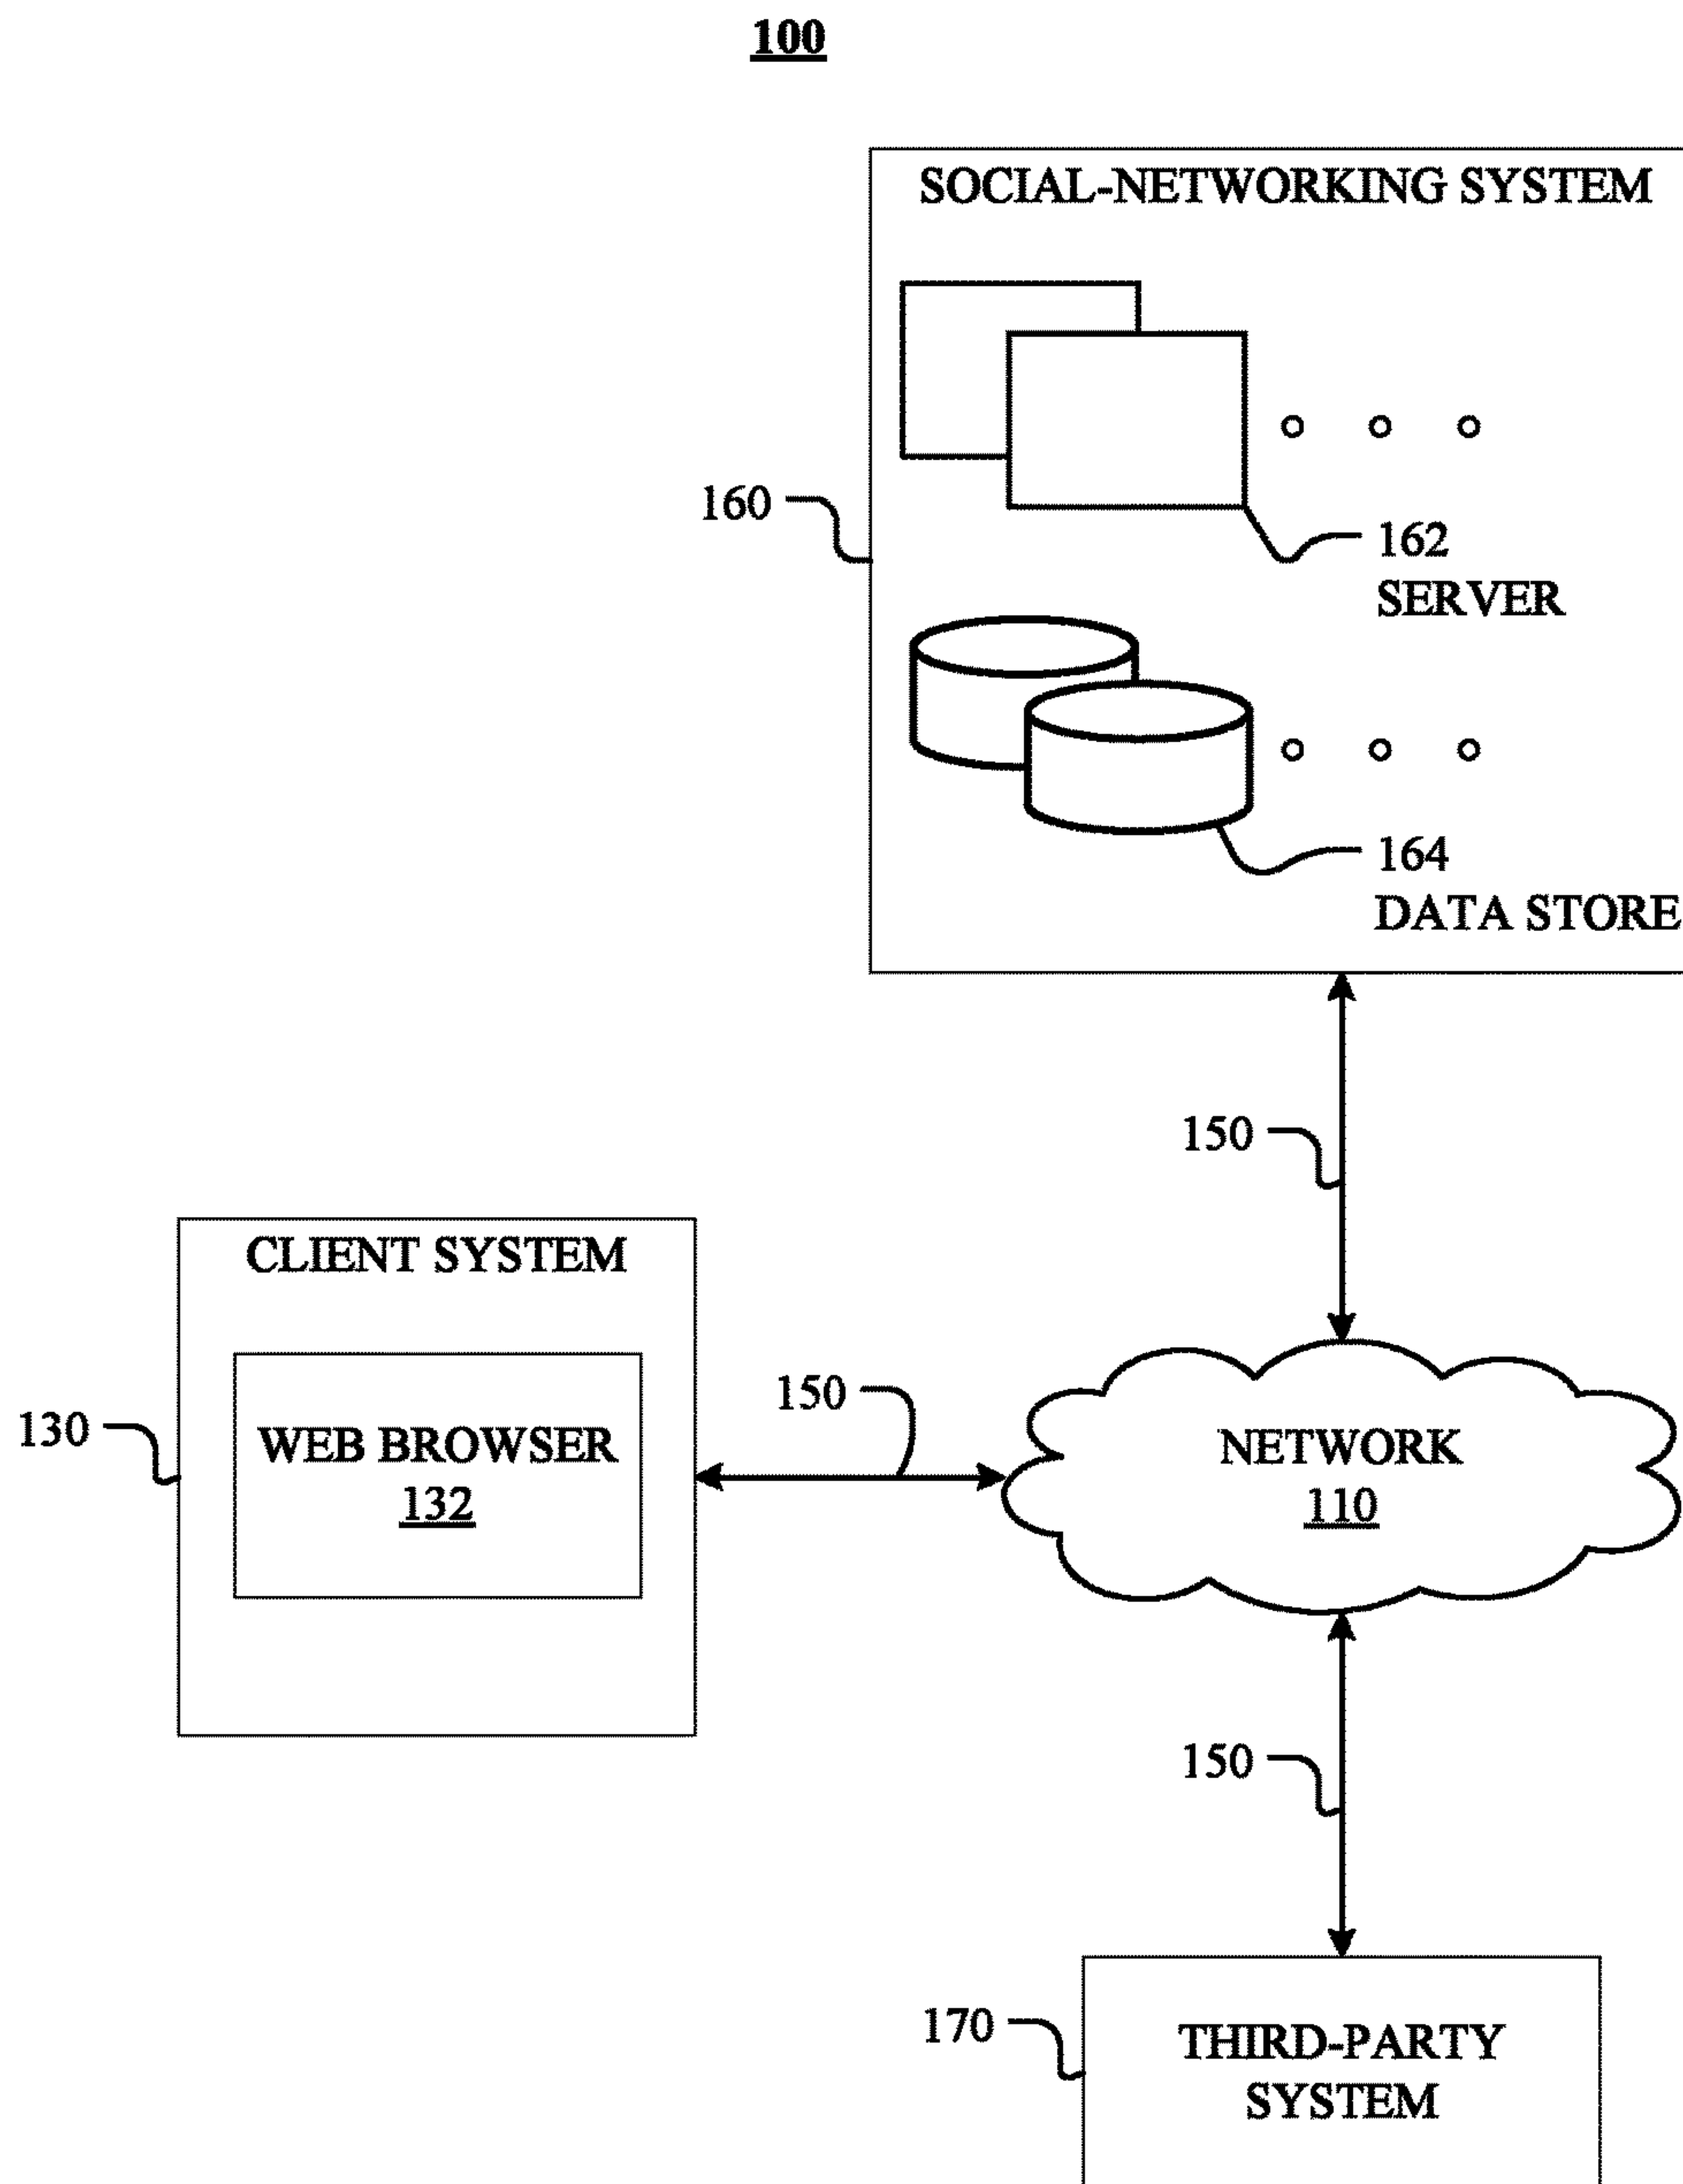 100
SOCIAL-NETWORKING SYSTEM
160
162
SERVER
164
DATA STORE
150
CLIENT SYSTEM
WEB BROWSER
132
130
150
NETWORK
110
150
170
THIRD-PARTY
SYSTEM